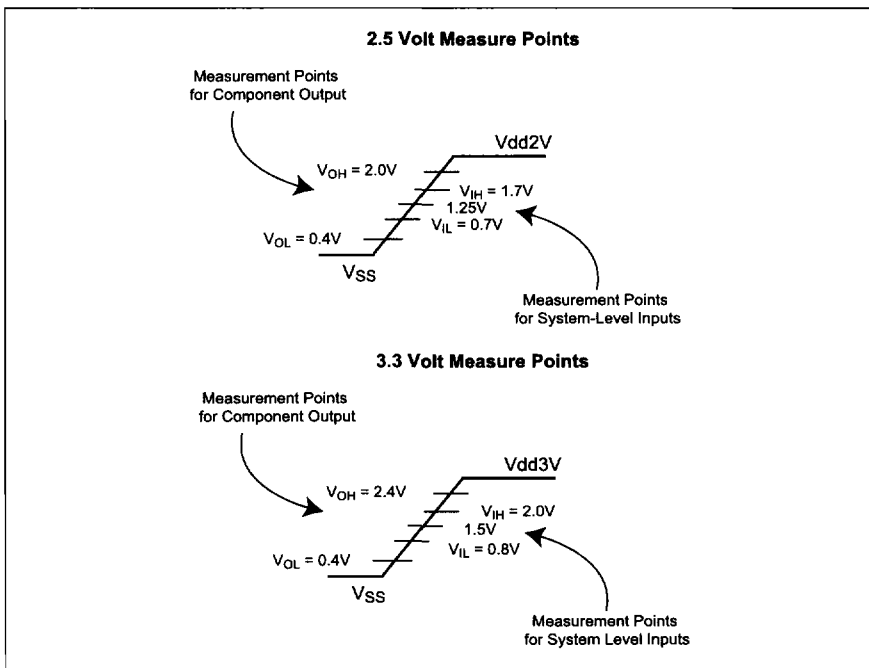 2.5 Volt Measure Points
Measurement Points
for Component Output
Vdd2V
VOH = 2.0V
VIH = 1.7V
1.25V
VIL = 0.7V
VOL = 0.4V
VSS
Measurement Points
for System-Level Inputs
3.3 Volt Measure Points
Measurement Points
for Component Output
Vdd3V
VOH = 2.4V
VIH = 2.0V
1.5V
VIL = 0.8V
VOL = 0.4V
VSS
Measurement Points
for System Level Inputs